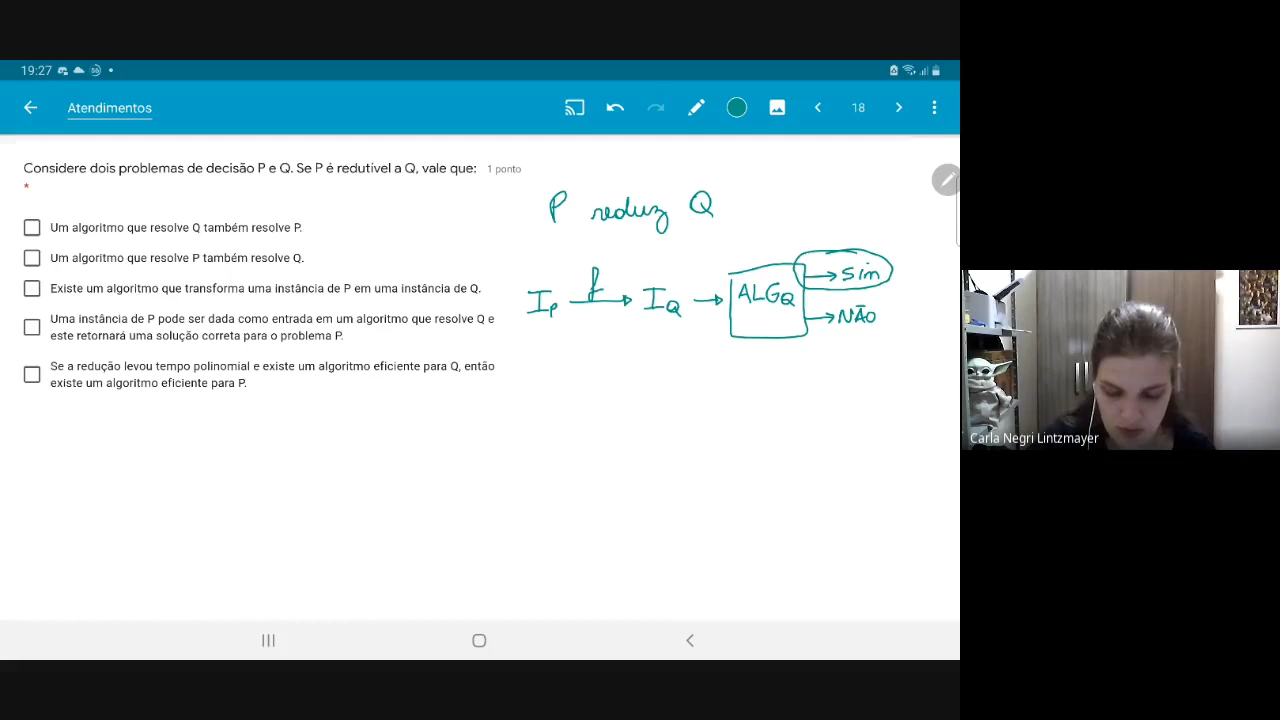 19:27
Atendimentos
18
Considere dois problemas de decisão P e Q. Se P é redutível a Q, vale que: 1 ponto
*
Um algoritmo que resolve Q também resolve P.
Um algoritmo que resolve P também resolve Q.
Existe um algortmo que transforma uma instância de P em uma instância de Q.
Uma instância de P pode ser dada como entrada em um algoritmo que resolve Q e
este retornará uma solução correta para o problema P.
Se a redução levou tempo polinomial e existe um algoritmo eficiente para Q, então
existe um algoritmo eficiente para P.
P reduz Q
I_P f → I_Q → ALG_Q → Sim
→ NÃO
Carla Negri Lintzmayer